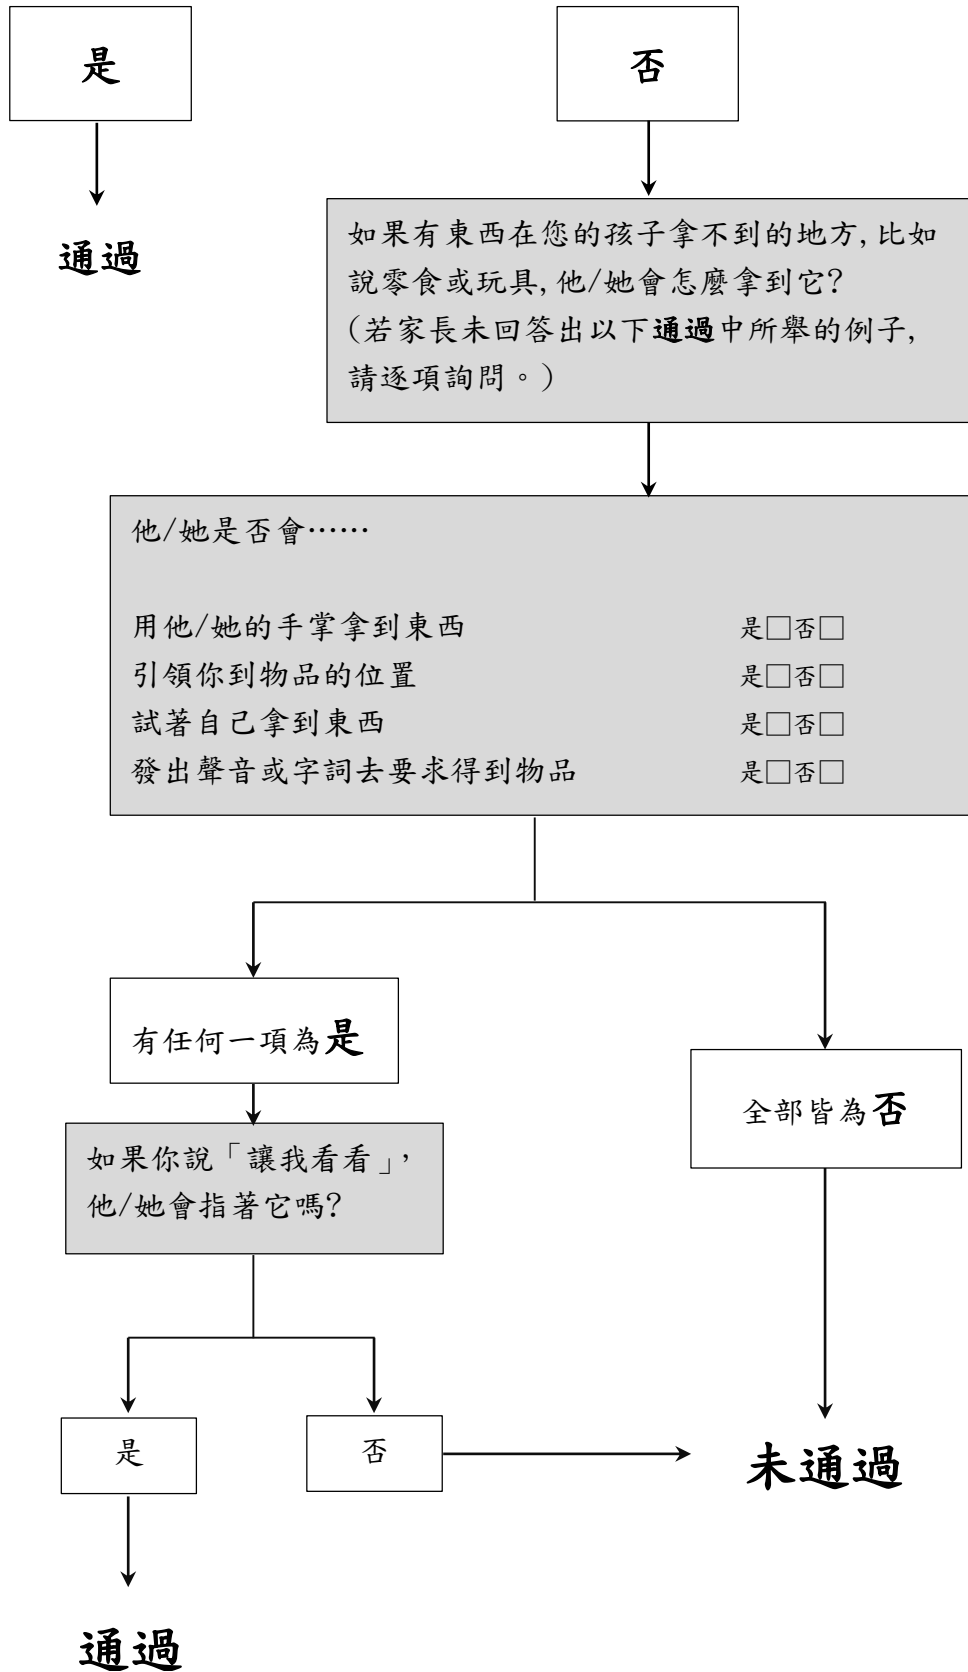 是
否
通過
如果有東西在您的孩子拿不到的地方,比如
說零食或玩具,他/她會怎麼拿到它?
(若家長未回答出以下通過中所舉的例子,
請逐項詢問。)
他/她是否會……
用他/她的手掌拿到東西 是□否□
引領你到物品的位置 是□否□
試著自己拿到東西 是□否□
發出聲音或字詞去要求得到物品 是□否□
有任何一項為是
全部皆為否
如果你說「讓我看看」,
他/她會指著它嗎?
是
否
未通過
通過